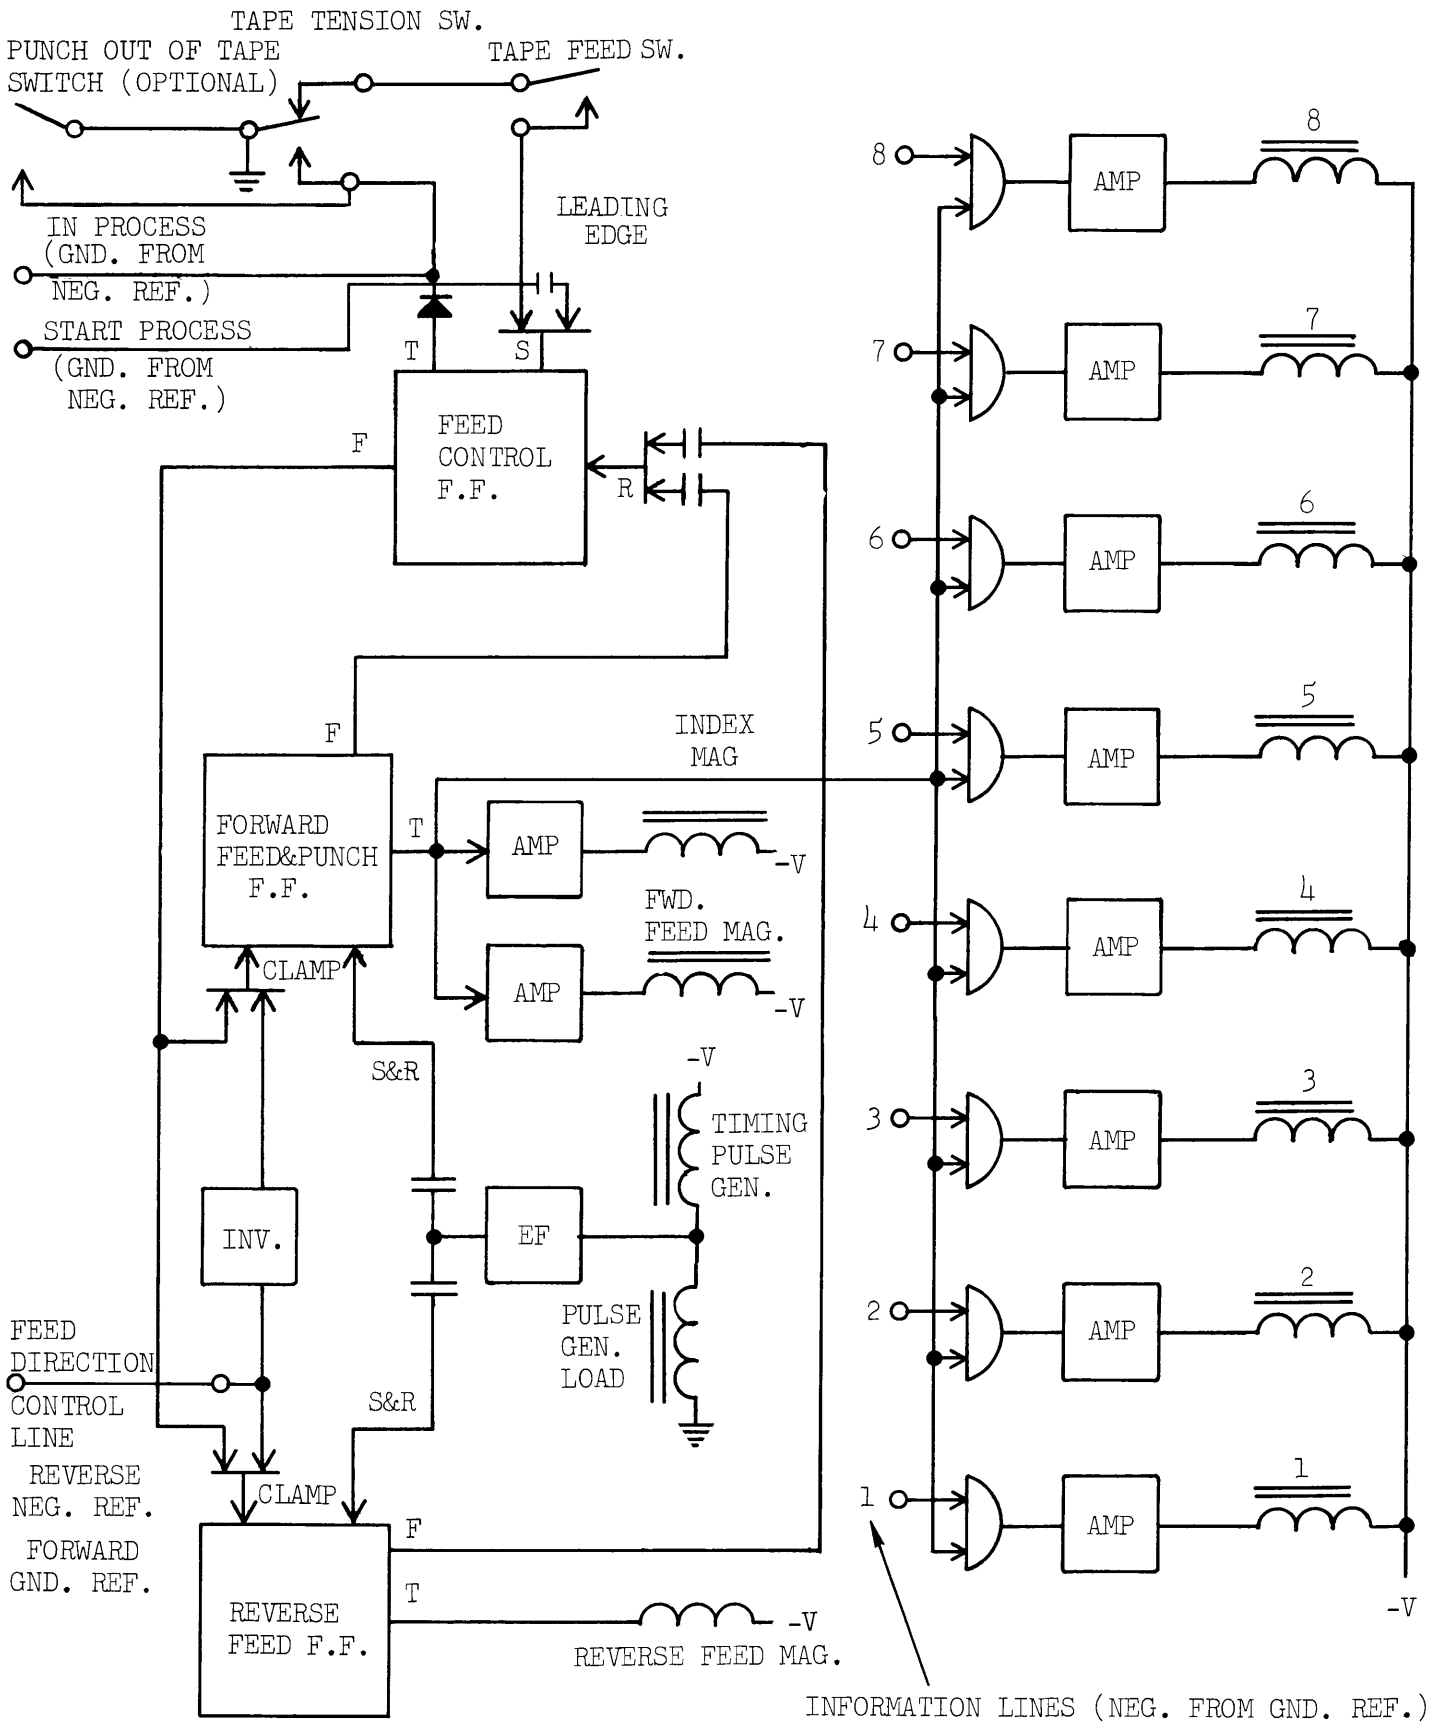 TAPE TENSION SW.
PUNCH OUT OF TAPE
SWITCH (OPTIONAL)
TAPE FEED SW.
IN PROCESS
(GND. FROM
NEG. REF.)
START PROCESS
(GND. FROM
NEG. REF.)
LEADING
EDGE
T
S
F
FEED
CONTROL
F.F.
R
F
INDEX
MAG
FORWARD
FEED&PUNCH
F.F.
T
AMP
-V
FWD.
FEED MAG.
AMP
-V
CLAMP
S&R
-V
TIMING
PULSE
GEN.
INV.
EF
PULSE
GEN.
LOAD
FEED
DIRECTION
CONTROL
LINE
REVERSE
NEG. REF.
FORWARD
GND. REF.
S&R
CLAMP
F
T
REVERSE
FEED F.F.
-V
REVERSE FEED MAG.
8
AMP
8
7
AMP
7
6
AMP
6
5
AMP
5
4
AMP
4
3
AMP
3
2
AMP
2
1
AMP
1
-V
INFORMATION LINES (NEG. FROM GND. REF.)